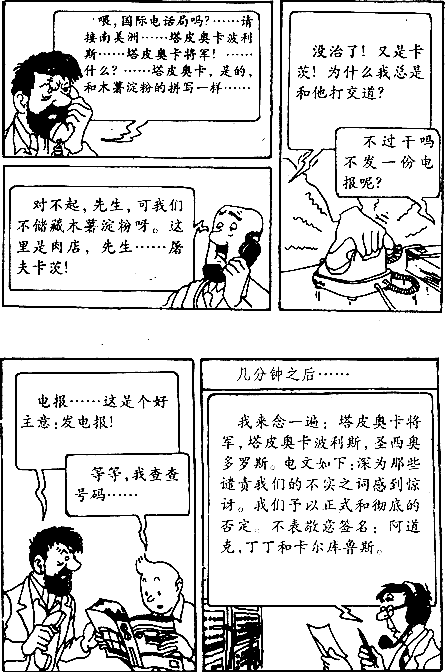 喂,国际电话局吗?……请
接南美洲……塔皮奥卡波利
斯……塔皮奥卡将军!……
什么?……塔皮奥卡,是的,
和木薯淀粉的拼写一样……
没治了!又是卡
茨!为什么我总是
和他打交道?
不过干吗
不发一份电
报呢?
对不起,先生,可我们
不储藏木薯淀粉呀。这
里是肉店,先生……屠
夫卡茨!
电报……这是个好
主意:发电报!
等等,我查查
号码……
几分钟之后……
我来念一遍:塔皮奥卡将
军,塔皮奥卡波利斯,圣西奥
多罗斯。电文如下:深为那些
谴责我们的不实之词感到惊
讶。我们予以正式和彻底的
否定。不表敬意签名:阿道
克,丁丁和卡尔库鲁斯。